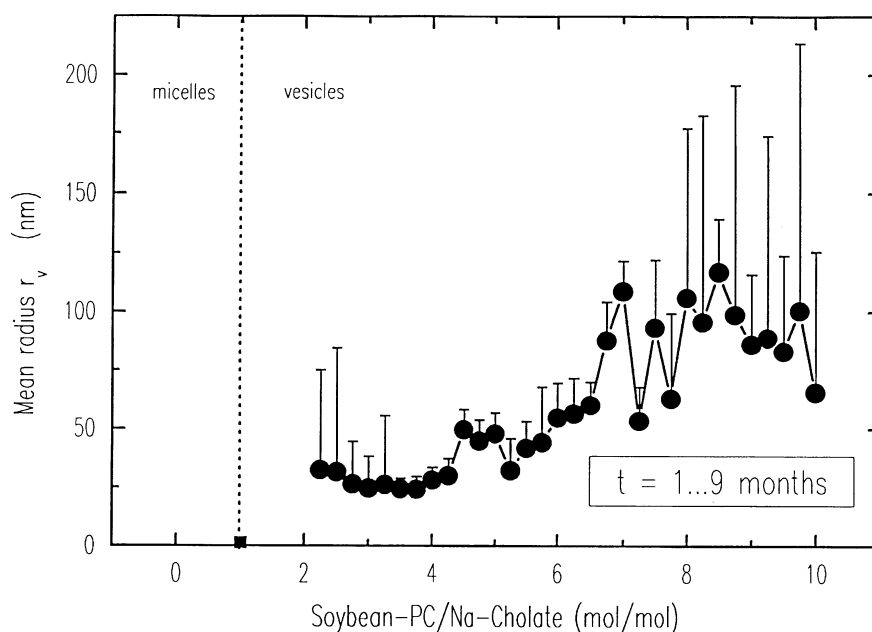 200
150
100
50
0
Mean radius r_v (nm)
micelles
vesicles
t = 1...9 months
0 2 4 6 8 10
Soybean-PC/Na-Cholate (mol/mol)